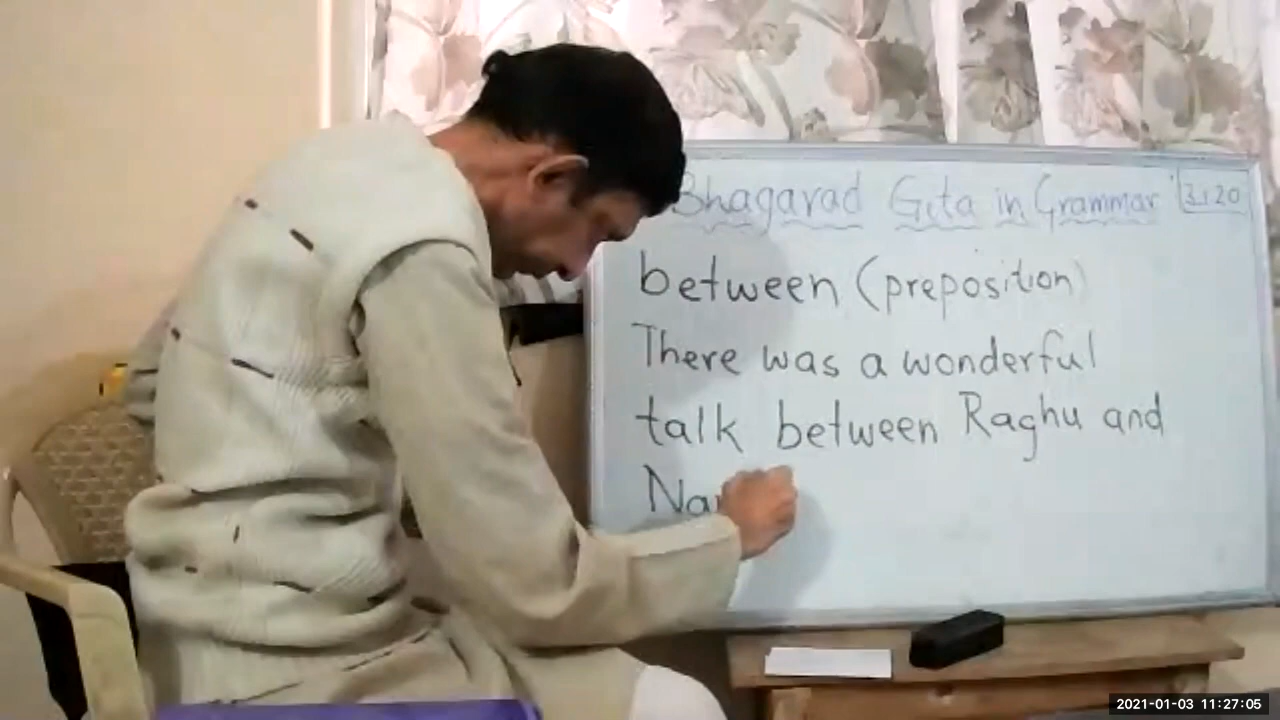 Bhagavad Gita in Grammar 3.120
between (preposition)
There was a wonderful
talk between Raghu and
2021-01-03 11:27:05